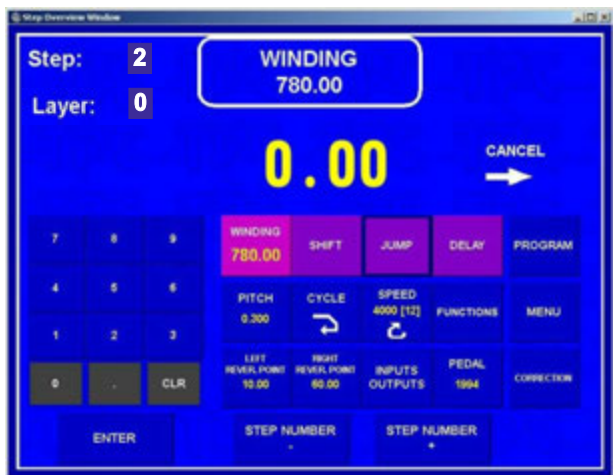 Step Overview Window
Step: 2
WINDING
780.00
Layer: 0
0.00
CANCEL
7 8 9
WINDING
780.00
SHIFT
JUMP
DELAY
PROGRAM
4 5 6
PITCH
0.300
CYCLE
SPEED
4000 [12]
FUNCTIONS
MENU
1 2 3
LEFT
REVER. POINT
10.00
RIGHT
REVER. POINT
60.00
INPUTS
OUTPUTS
PEDAL
1994
CORRECTION
0 . CLR
ENTER
STEP NUMBER
-
STEP NUMBER
+